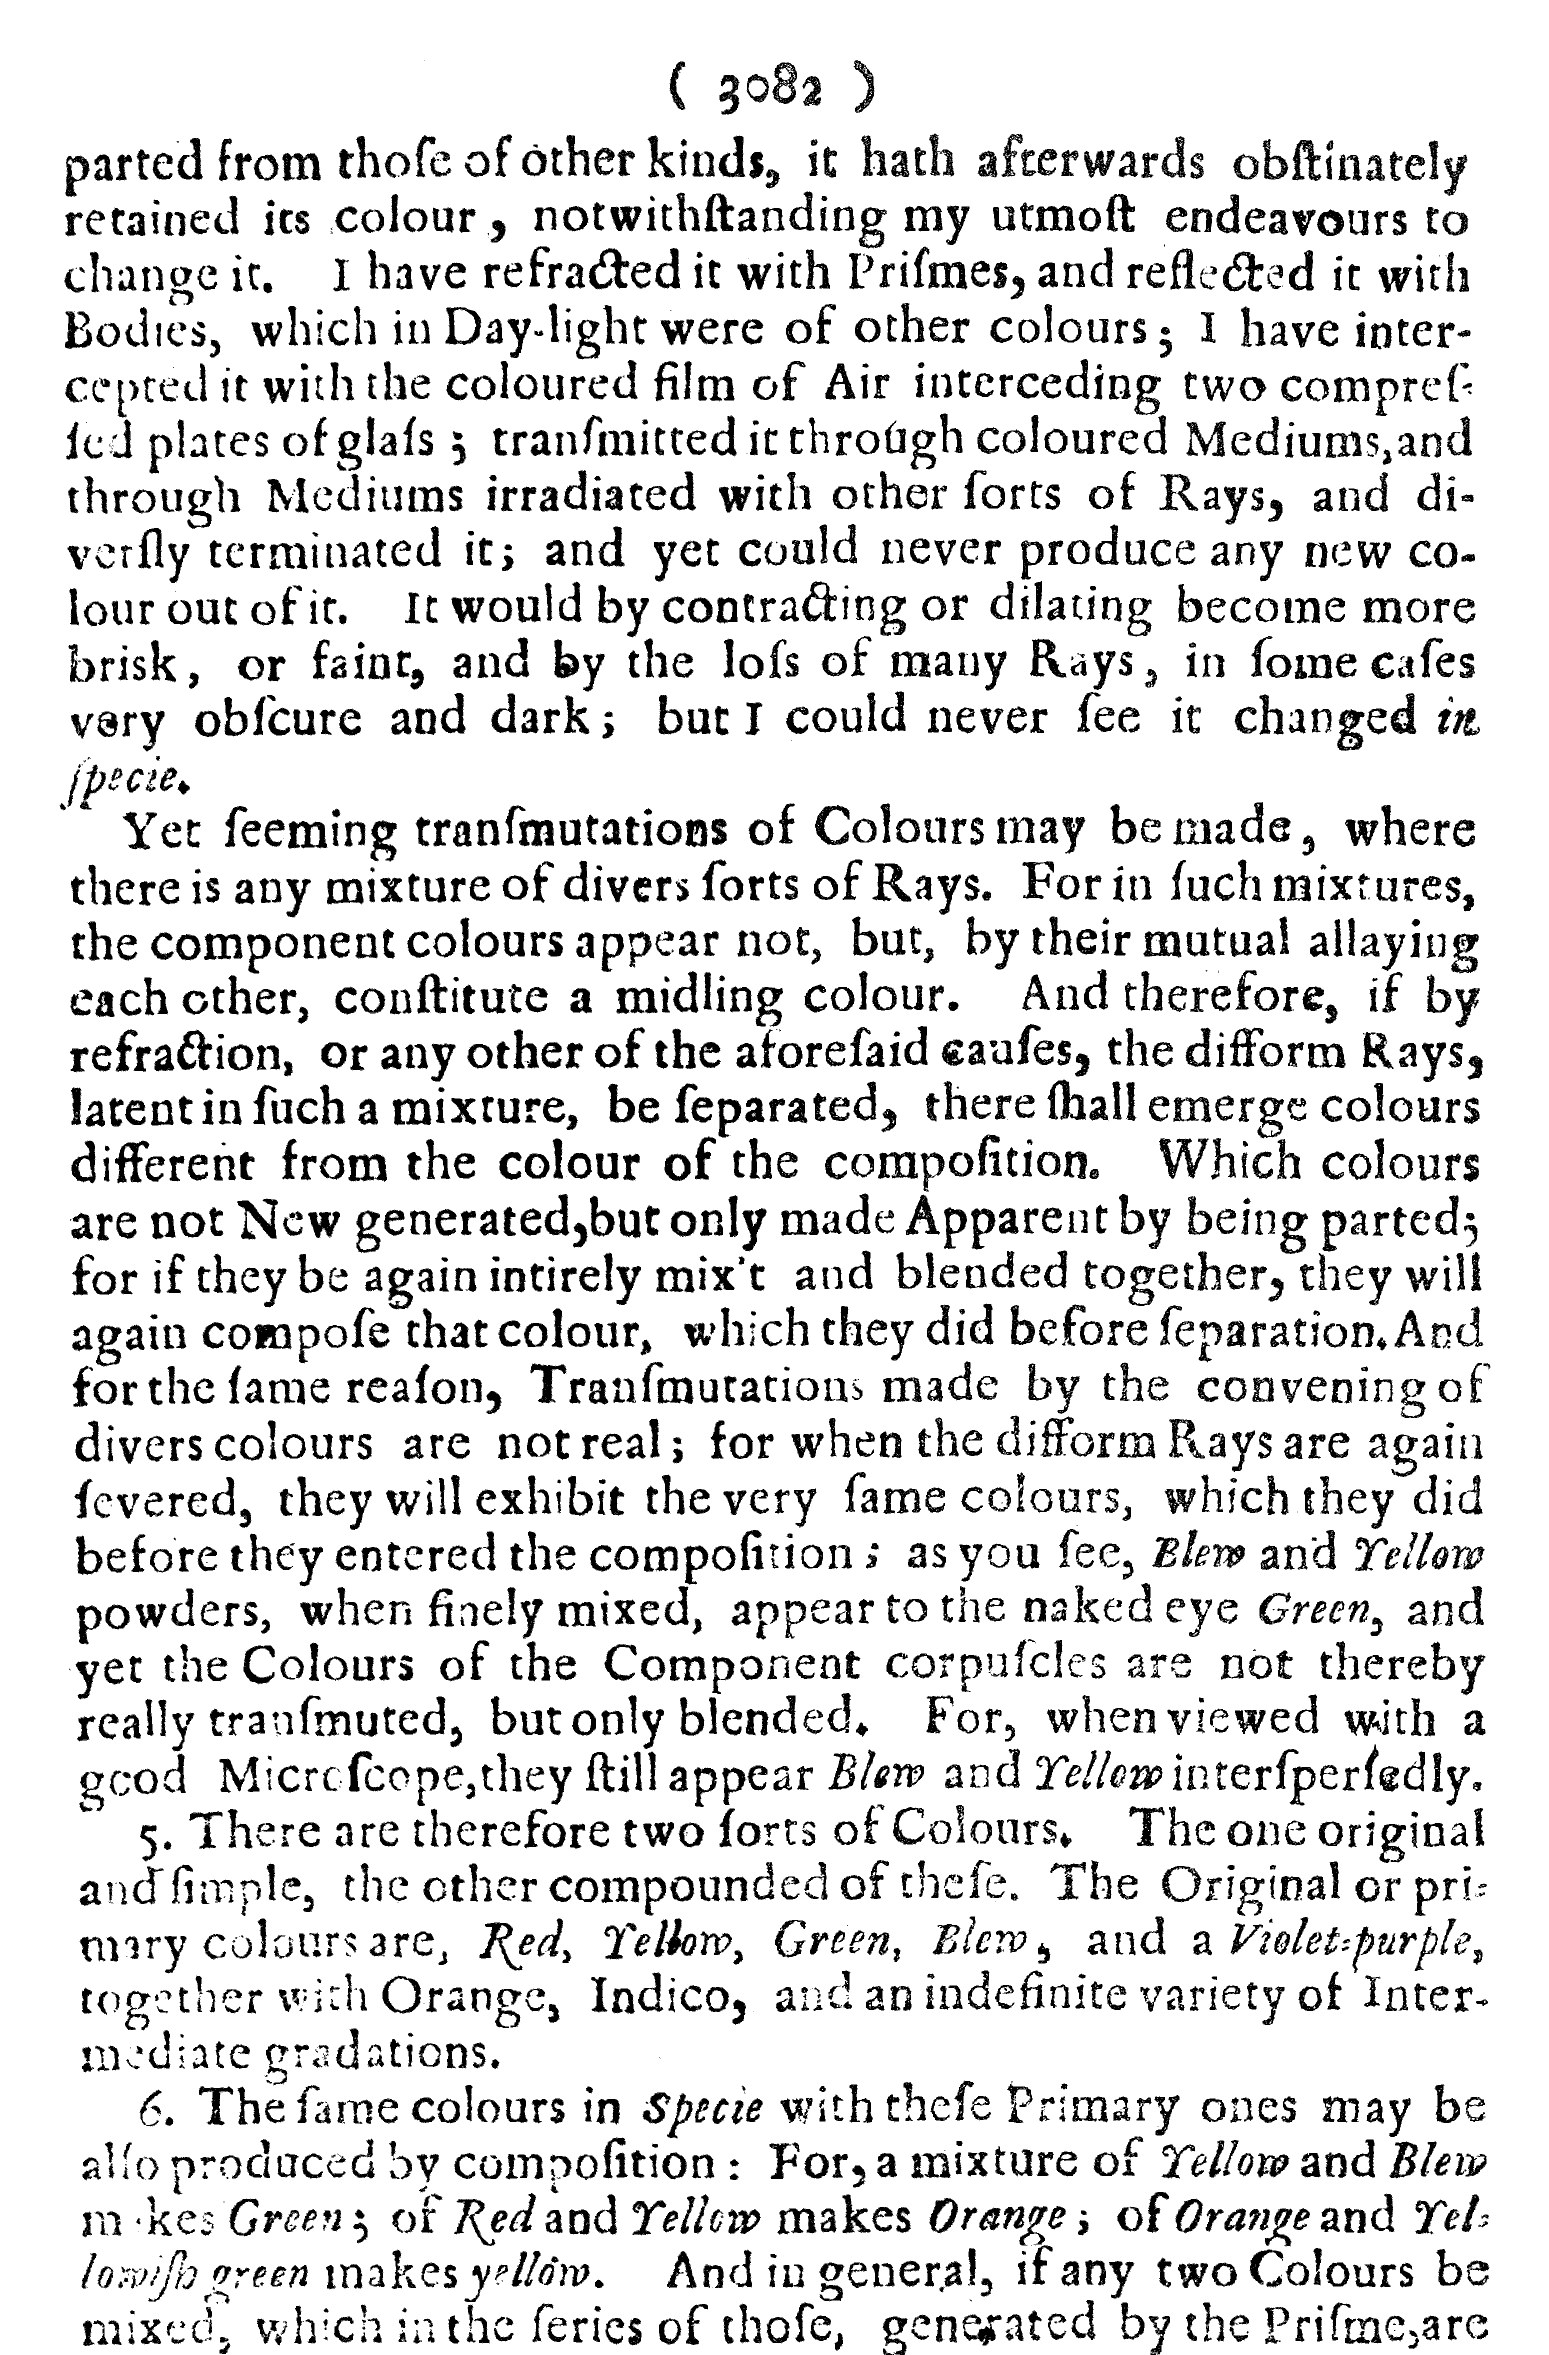 ( 3082 )
parted from thoſe of other kinds, it hath afterwards obſtinately
retained its colour, notwithſtanding my utmoſt endeavours to
change it. I have refracted it with Priſmes, and reflected it with
Bodies, which in Day-light were of other colours; I have inter-
cepted it with the coloured film of Air interceding two compreſ-
ſed plates of glaſs; tranſmitted it through coloured Mediums, and
through Mediums irradiated with other ſorts of Rays, and di-
verſly terminated it; and yet could never produce any new co-
lour out of it. It would by contracting or dilating become more
brisk, or faint, and by the loſs of many Rays, in ſome caſes
very obſcure and dark; but I could never ſee it changed in
ſpecie.
Yet ſeeming tranſmutations of Colours may be made, where
there is any mixture of divers ſorts of Rays. For in ſuch mixtures,
the component colours appear not, but, by their mutual allaying
each other, conſtitute a midling colour. And therefore, if by
refraction, or any other of the aforeſaid cauſes, the difform Rays,
latent in ſuch a mixture, be ſeparated, there ſhall emerge colours
different from the colour of the compoſition. Which colours
are not New generated, but only made Apparent by being parted;
for if they be again intirely mix't and blended together, they will
again compoſe that colour, which they did before ſeparation. And
for the ſame reaſon, Tranſmutations made by the convening of
divers colours are not real; for when the difform Rays are again
ſevered, they will exhibit the very ſame colours, which they did
before they entered the compoſition; as you ſee, Blew and Yellow
powders, when finely mixed, appear to the naked eye Green, and
yet the Colours of the Component corpuſcles are not thereby
really tranſmuted, but only blended. For, when viewed with a
good Microſcope, they ſtill appear Blew and Yellow interſperſedly.
5. There are therefore two ſorts of Colours. The one original
and ſimple, the other compounded of theſe. The Original or pri-
mary colours are, Red, Yellow, Green, Blew, and a Violet-purple,
together with Orange, Indico, and an indefinite variety of Inter-
mediate gradations.
6. The ſame colours in Specie with theſe Primary ones may be
alſo produced by compoſition: For, a mixture of Yellow and Blew
makes Green; of Red and Yellow makes Orange; of Orange and Yel-
lowiſh green makes yellow. And in general, if any two Colours be
mixed, which in the ſeries of thoſe, generated by the Priſme, are